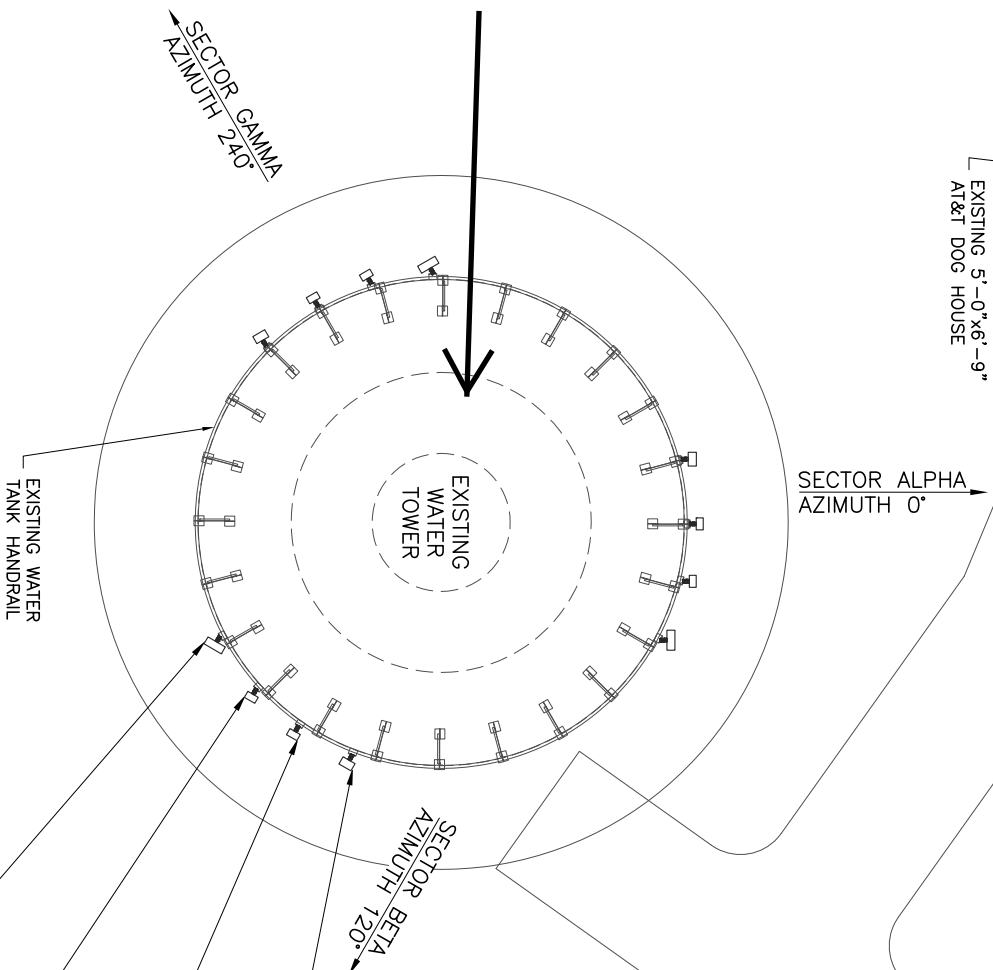 SECTOR GAMMA
AZIMUTH 240°
EXISTING 5'-0"x6'-9"
AT&T DOG HOUSE
SECTOR ALPHA
AZIMUTH 0°
EXISTING
WATER
TOWER
EXISTING WATER
TANK HANDRAIL
SECTOR BETA
AZIMUTH 120°